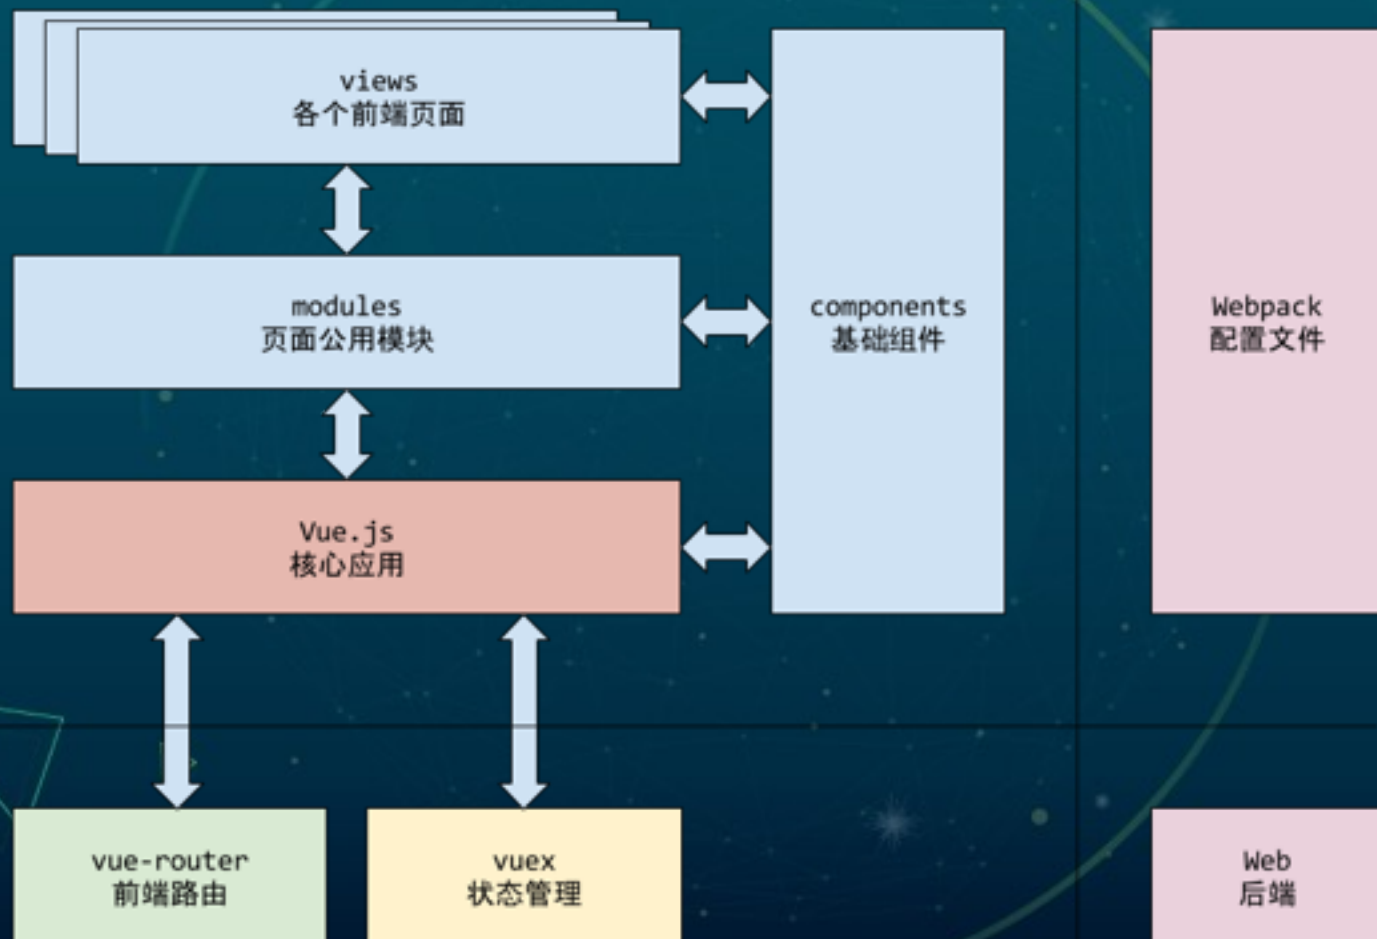 views
各个前端页面
modules
页面公用模块
components
基础组件
Webpack
配置文件
Vue.js
核心应用
vue-router
前端路由
vuex
状态管理
Web
后端